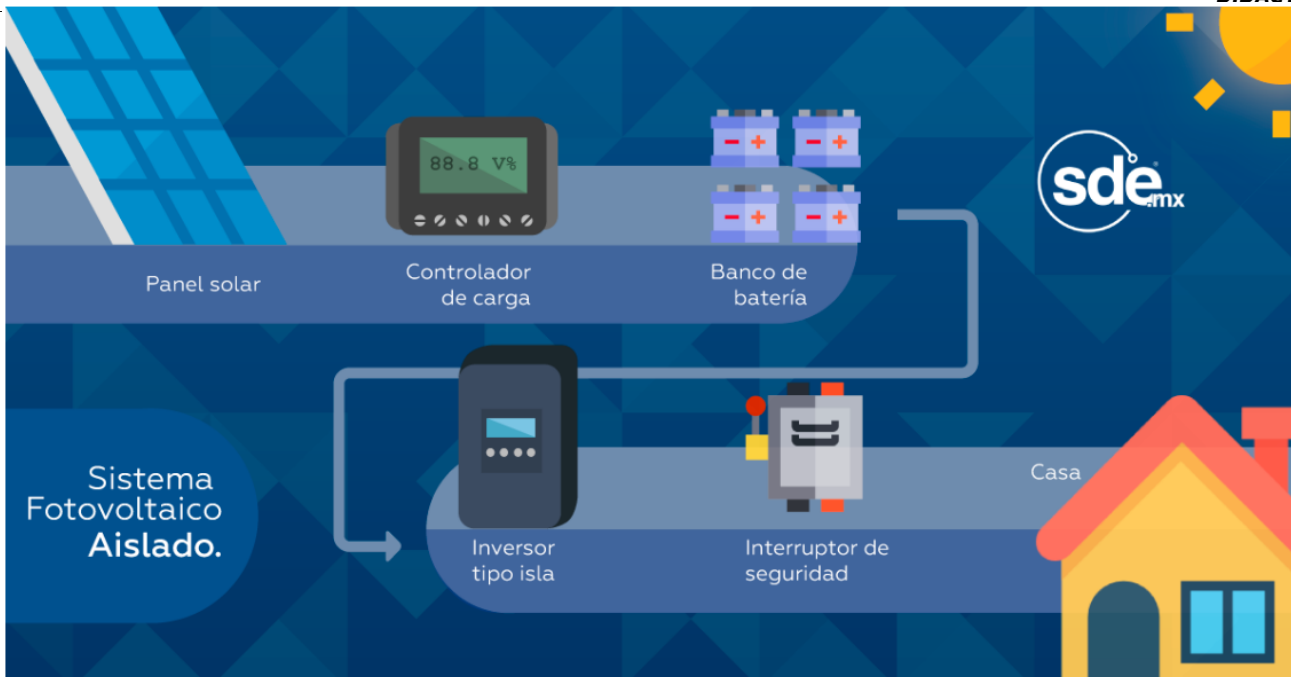 88.8 V%
sde.mx
Panel solar
Controlador
de carga
Banco de
batería
Sistema
Fotovoltaico
Aislado.
Inversor
tipo isla
Interruptor de
seguridad
Casa